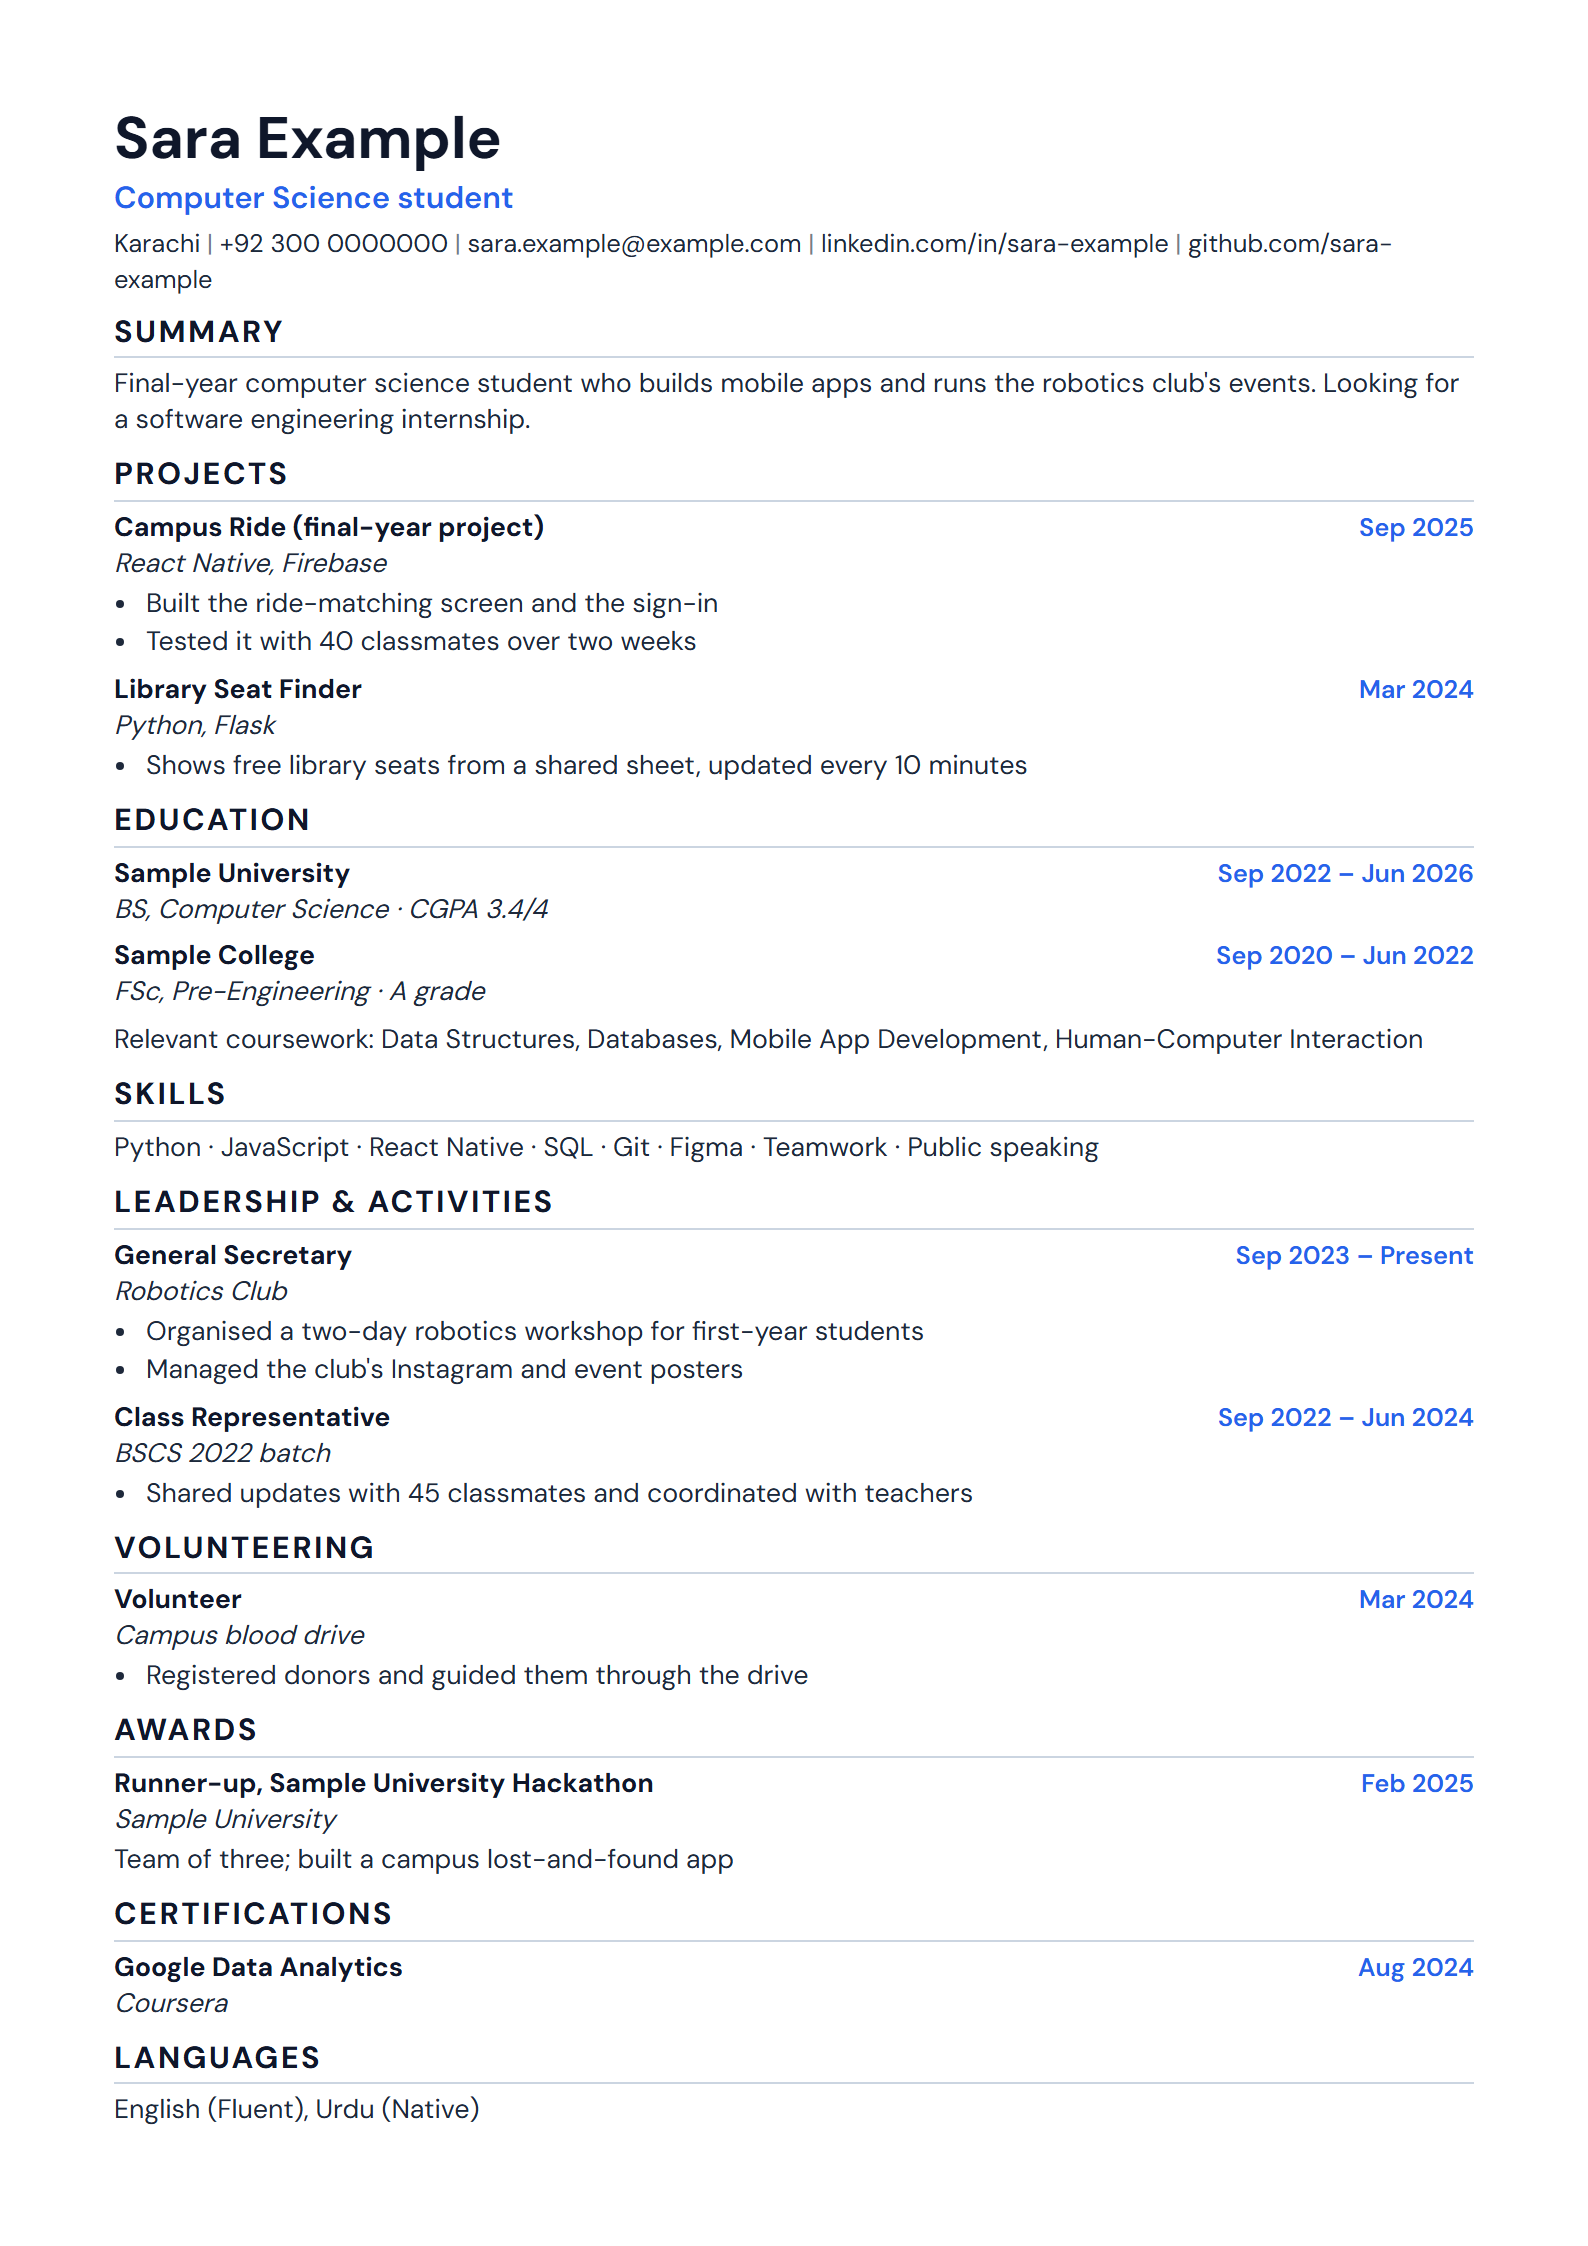 Sara Example
Computer Science student
Karachi | +92 300 0000000 | sara.example@example.com | linkedin.com/in/sara-example | github.com/sara-
example
SUMMARY
Final-year computer science student who builds mobile apps and runs the robotics club's events. Looking for
a software engineering internship.
PROJECTS
Campus Ride (final-year project) Sep 2025
React Native, Firebase
• Built the ride-matching screen and the sign-in
• Tested it with 40 classmates over two weeks
Library Seat Finder Mar 2024
Python, Flask
• Shows free library seats from a shared sheet, updated every 10 minutes
EDUCATION
Sample University Sep 2022 – Jun 2026
BS, Computer Science · CGPA 3.4/4
Sample College Sep 2020 – Jun 2022
FSc, Pre-Engineering · A grade
Relevant coursework: Data Structures, Databases, Mobile App Development, Human-Computer Interaction
SKILLS
Python · JavaScript · React Native · SQL · Git · Figma · Teamwork · Public speaking
LEADERSHIP & ACTIVITIES
General Secretary Sep 2023 – Present
Robotics Club
• Organised a two-day robotics workshop for first-year students
• Managed the club's Instagram and event posters
Class Representative Sep 2022 – Jun 2024
BSCS 2022 batch
• Shared updates with 45 classmates and coordinated with teachers
VOLUNTEERING
Volunteer Mar 2024
Campus blood drive
• Registered donors and guided them through the drive
AWARDS
Runner-up, Sample University Hackathon Feb 2025
Sample University
Team of three; built a campus lost-and-found app
CERTIFICATIONS
Google Data Analytics Aug 2024
Coursera
LANGUAGES
English (Fluent), Urdu (Native)